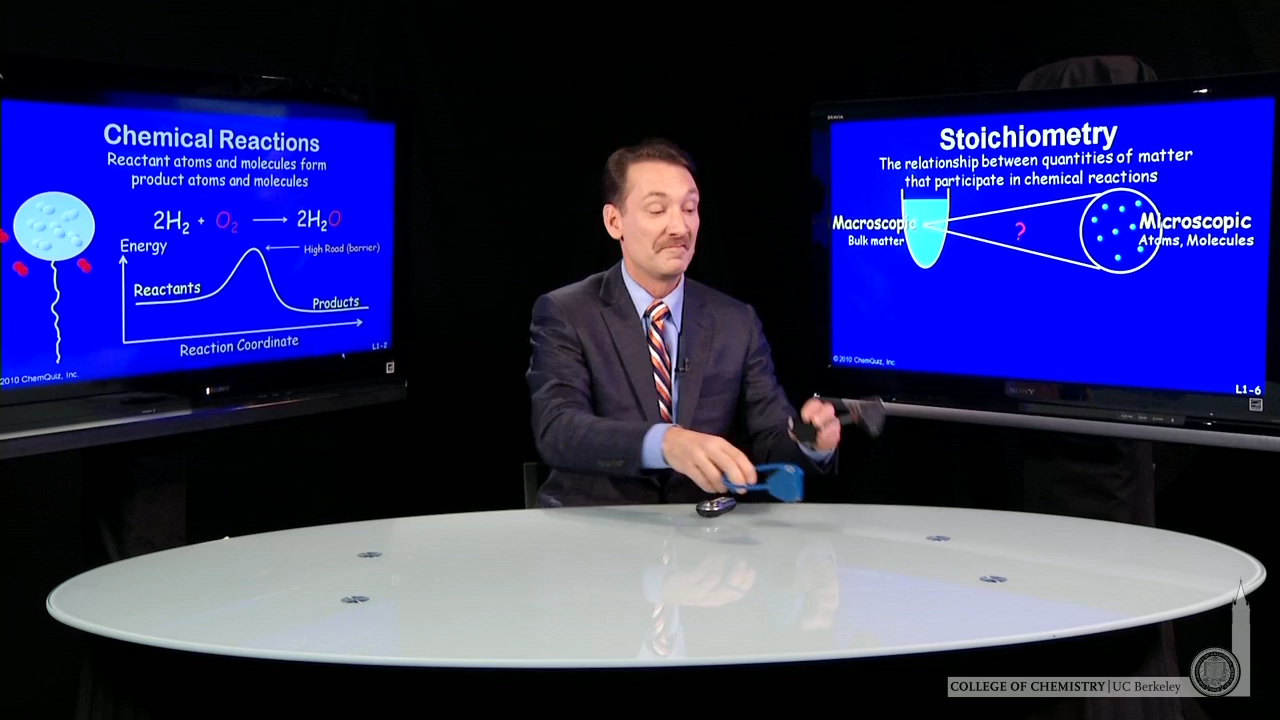 Chemical Reactions
Reactant atoms and molecules form
product atoms and molecules
2H₂ + O₂ → 2H₂O
Energy
High Road (barrier)
Reactants
Products
Reaction Coordinate
L1-2
2010 ChemQuiz, Inc.
BRAVIA
Stoichiometry
The relationship between quantities of matter
that participate in chemical reactions
Macroscopic
Bulk matter
?
Microscopic
Atoms, Molecules
© 2010 ChemQuiz, Inc
L1-6
SONY
COLLEGE OF CHEMISTRY | UC Berkeley